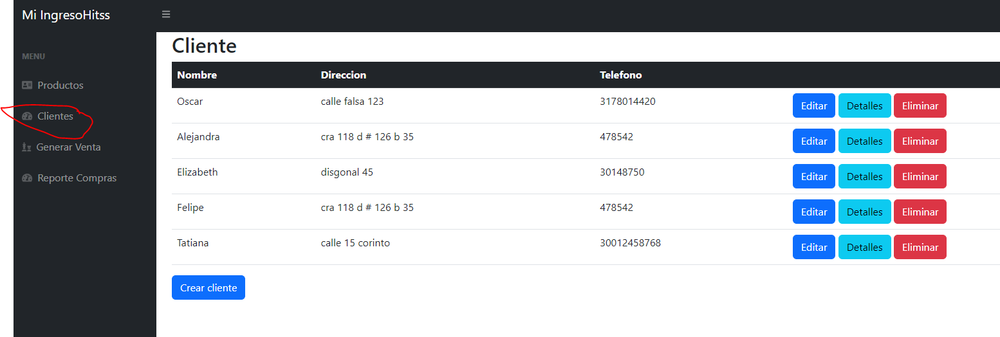 Mi IngresoHitss
MENU
Productos
Clientes
Generar Venta
Reporte Compras
Cliente
Nombre Direccion Telefono
Oscar calle falsa 123 3178014420 Editar Detalles Eliminar
Alejandra cra 118 d # 126 b 35 478542 Editar Detalles Eliminar
Elizabeth disgonal 45 30148750 Editar Detalles Eliminar
Felipe cra 118 d # 126 b 35 478542 Editar Detalles Eliminar
Tatiana calle 15 corinto 30012458768 Editar Detalles Eliminar
Crear cliente